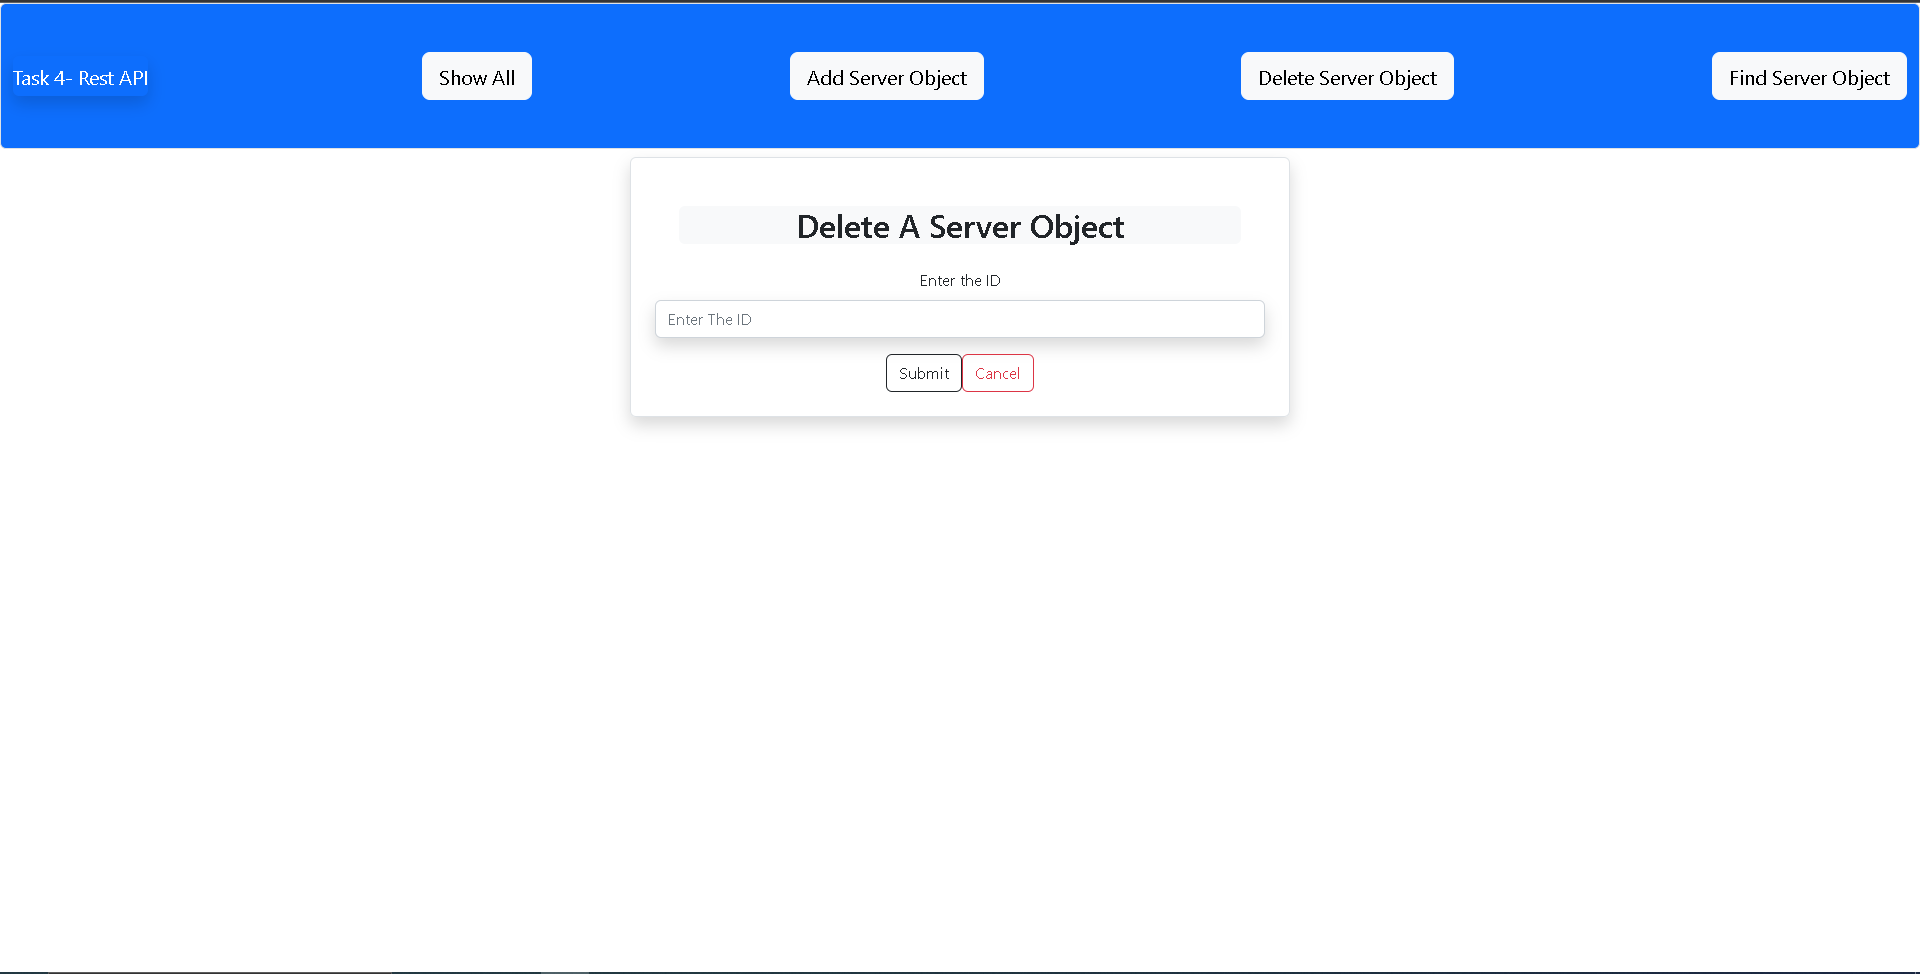 Task 4- Rest API
Show All
Add Server Object
Delete Server Object
Find Server Object
Delete A Server Object
Enter the ID
Enter The ID
Submit
Cancel